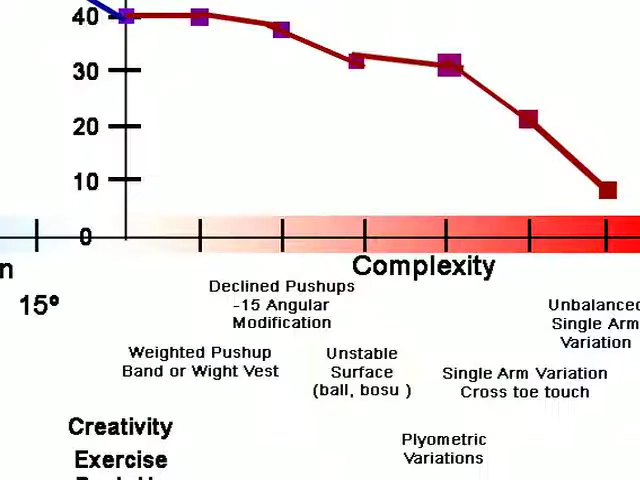 40
30
20
10
0
Complexity
15º
Declined Pushups
-15 Angular
Modification
Unbalanced
Single Arm
Variation
Weighted Pushup
Band or Wight Vest
Unstable
Surface
(ball, bosu )
Single Arm Variation
Cross toe touch
Creativity
Exercise
Plyometric
Variations